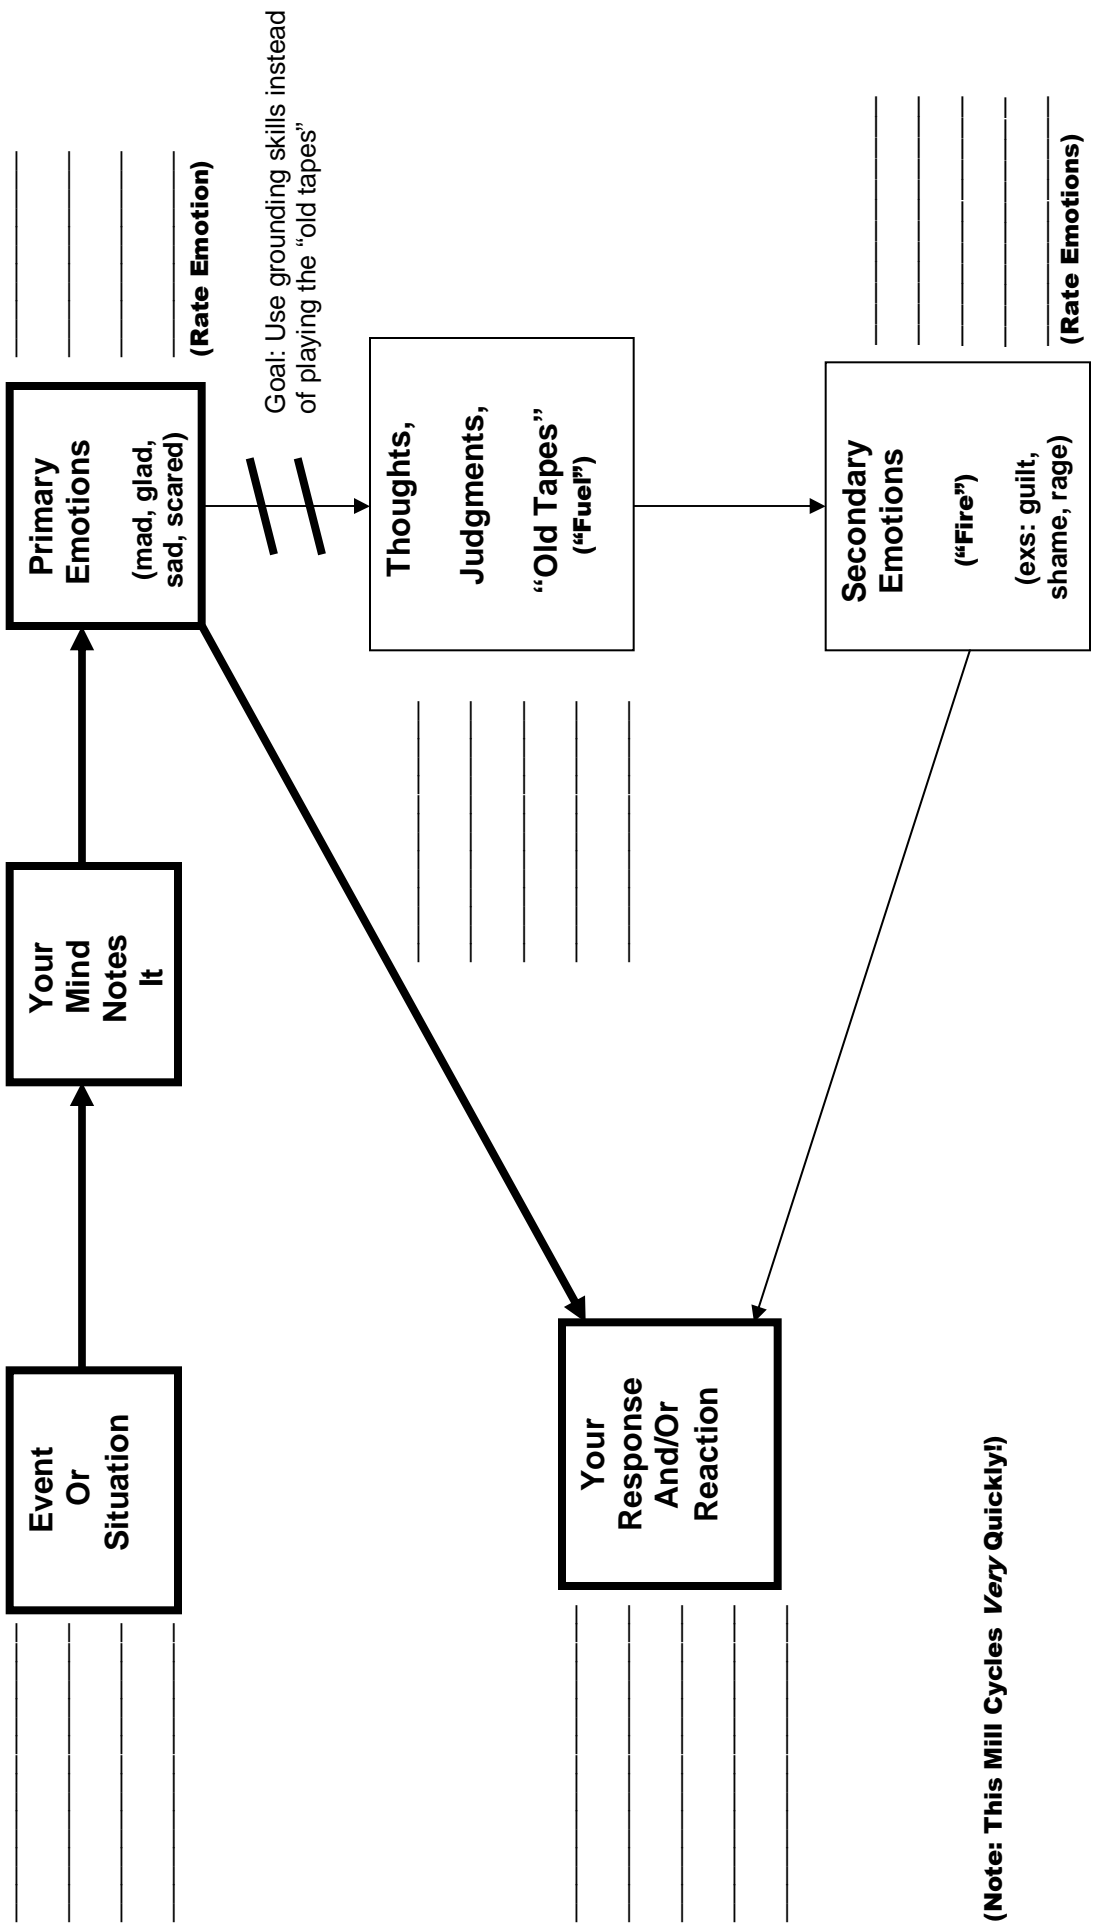 Event
Or
Situation
Your
Mind
Notes
It
Primary
Emotions
(mad, glad,
sad, scared)
(Rate Emotion)
Goal: Use grounding skills instead
of playing the “old tapes”
Thoughts,
Judgments,
“Old Tapes”
(“Fuel”)
Secondary
Emotions
(“Fire”)
(exs: guilt,
shame, rage)
(Rate Emotions)
Your
Response
And/Or
Reaction
(Note: This Mill Cycles Very Quickly!)